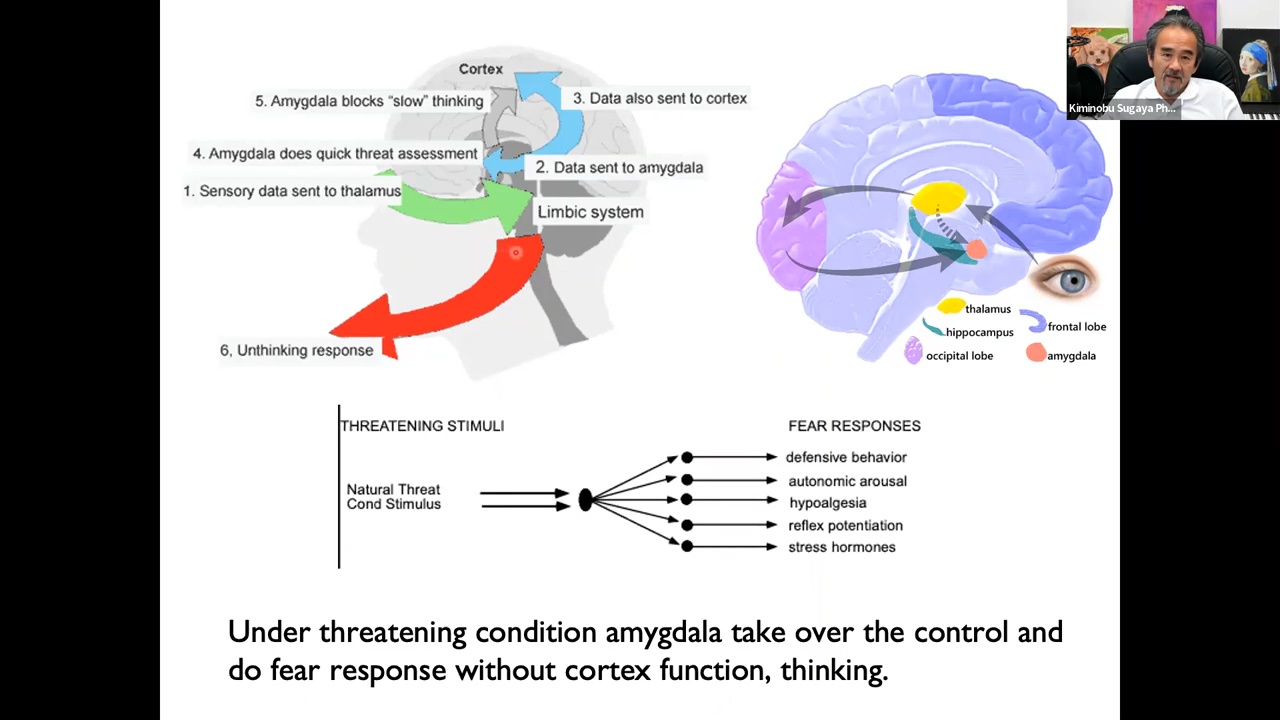 Cortex
5. Amygdala blocks “slow” thinking
3. Data also sent to cortex
4. Amygdala does quick threat assessment
2. Data sent to amygdala
1. Sensory data sent to thalamus
Limbic system
6, Unthinking response
Kiminobu Sugaya Ph...
thalamus
hippocampus
frontal lobe
occipital lobe
amygdala
THREATENING STIMULI
FEAR RESPONSES
Natural Threat
Cond Stimulus
defensive behavior
autonomic arousal
hypoalgesia
reflex potentiation
stress hormones
Under threatening condition amygdala take over the control and
do fear response without cortex function, thinking.